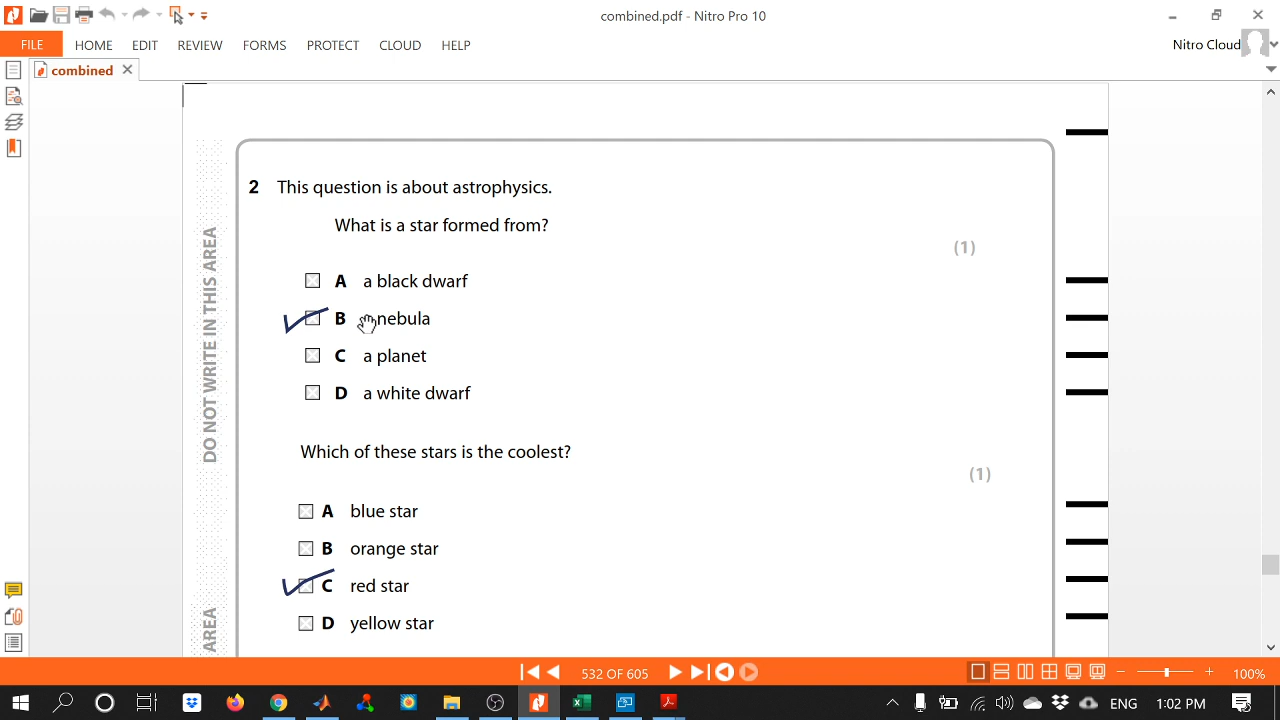 combined.pdf - Nitro Pro 10
FILE HOME EDIT REVIEW FORMS PROTECT CLOUD HELP
Nitro Cloud
combined
2 This question is about astrophysics.
What is a star formed from?
(1)
A a black dwarf
B a nebula
C a planet
D a white dwarf
Which of these stars is the coolest?
(1)
A blue star
B orange star
C red star
D yellow star
DO NOT WRITE IN THIS AREA
AREA
532 OF 605
100%
ENG 1:02 PM